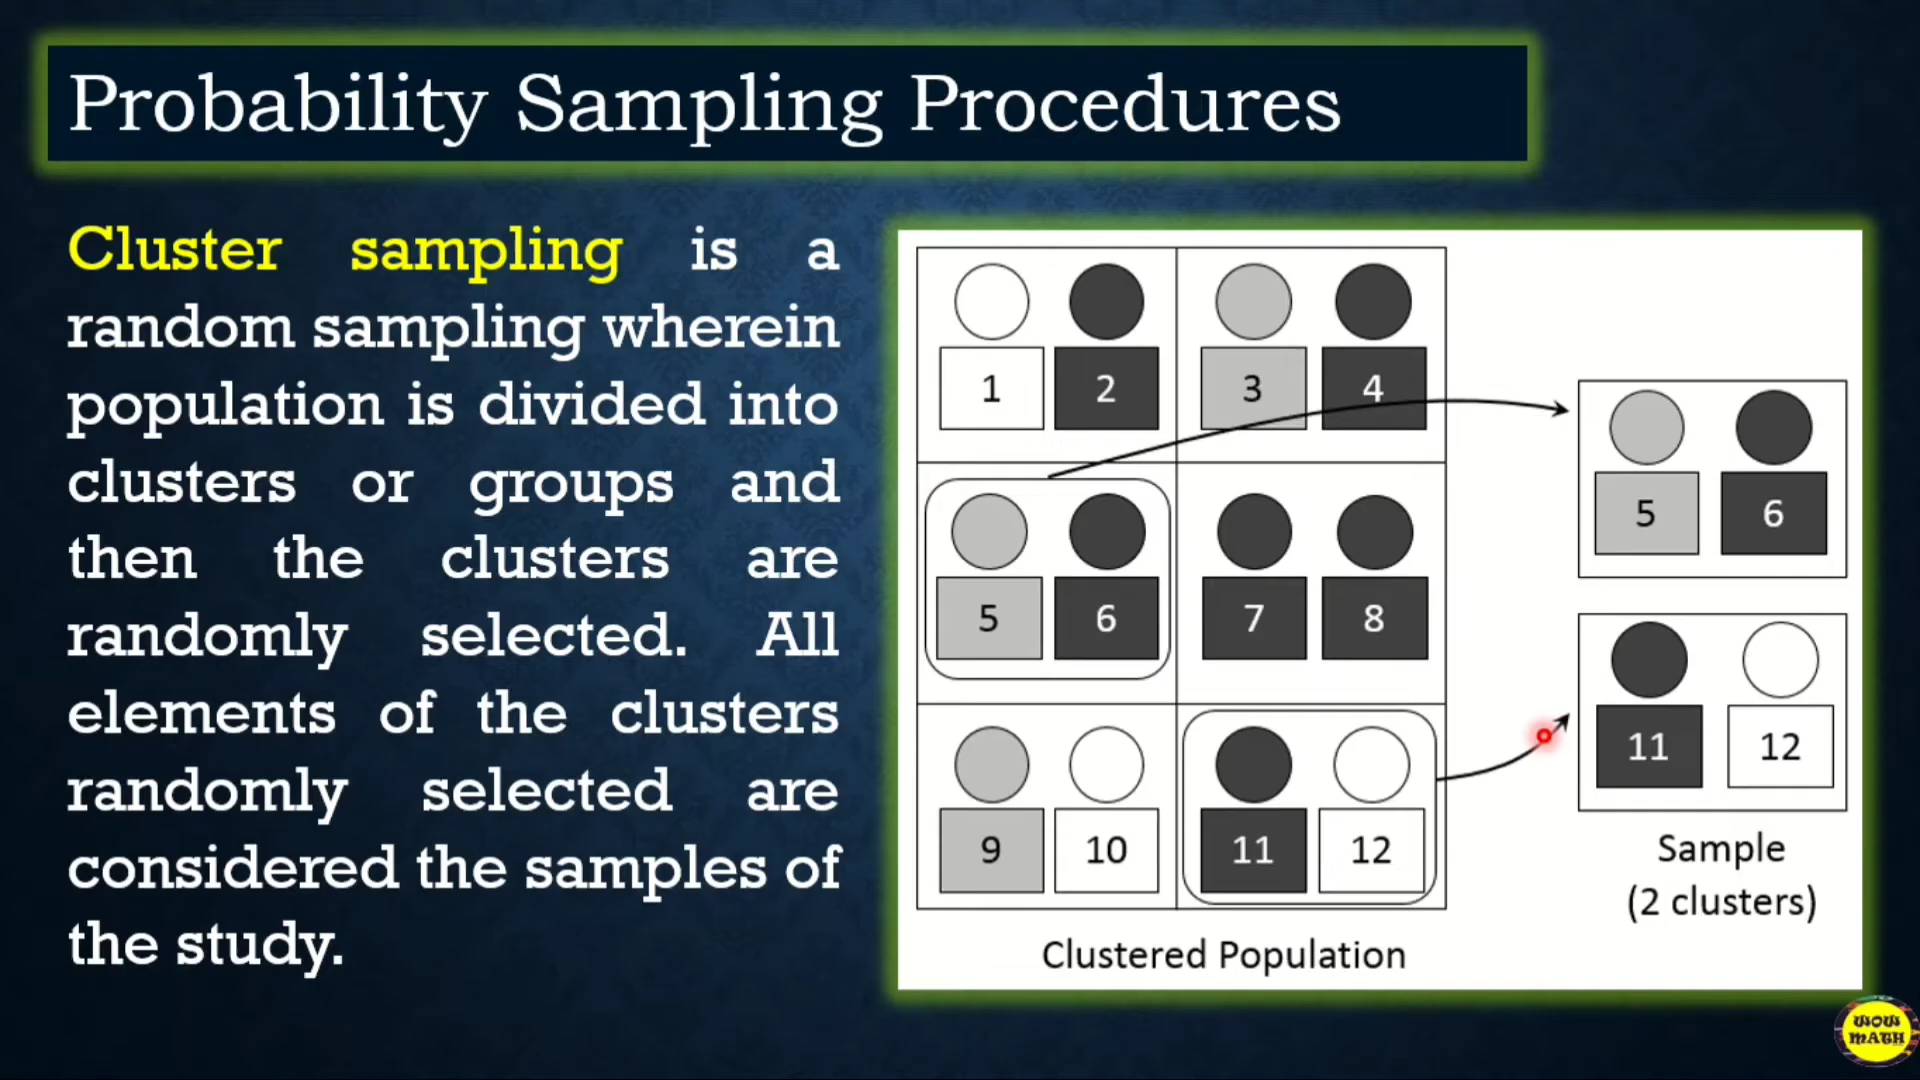 Probability Sampling Procedures
Cluster sampling is a
random sampling wherein
population is divided into
clusters or groups and
then the clusters are
randomly selected. All
elements of the clusters
randomly selected are
considered the samples of
the study.
1 2 3 4
5 6 7 8
9 10 11 12
Clustered Population
5 6
11 12
Sample
(2 clusters)
WOW
MATH